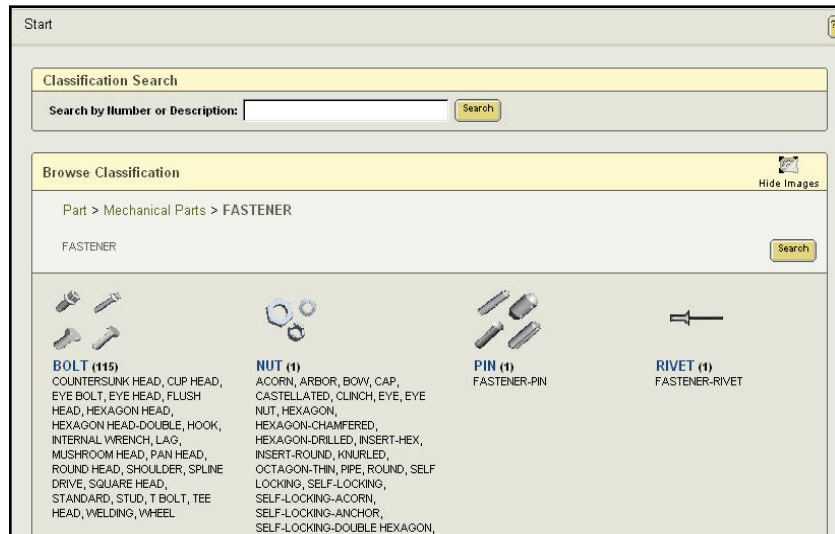 Start
?
Classification Search
Search by Number or Description:
Search
Browse Classification
Hide Images
Part > Mechanical Parts > FASTENER
FASTENER
Search
BOLT (115)
COUNTERSUNK HEAD, CUP HEAD,
EYE BOLT, EYE HEAD, FLUSH
HEAD, HEXAGON HEAD,
HEXAGON HEAD-DOUBLE, HOOK,
INTERNAL WRENCH, LAG,
MUSHROOM HEAD, PAN HEAD,
ROUND HEAD, SHOULDER, SPLINE
DRIVE, SQUARE HEAD,
STANDARD, STUD, T BOLT, TEE
HEAD, WELDING, WHEEL
NUT (1)
ACORN, ARBOR, BOW, CAP,
CASTELLATED, CLINCH, EYE, EYE
NUT, HEXAGON,
HEXAGON-CHAMFERED,
HEXAGON-DRILLED, INSERT-HEX,
INSERT-ROUND, KNURLED,
OCTAGON-THIN, PIPE, ROUND, SELF
LOCKING, SELF-LOCKING,
SELF-LOCKING-ACORN,
SELF-LOCKING-ANCHOR,
SELF-LOCKING-DOUBLE HEXAGON,
PIN (1)
FASTENER-PIN
RIVET (1)
FASTENER-RIVET